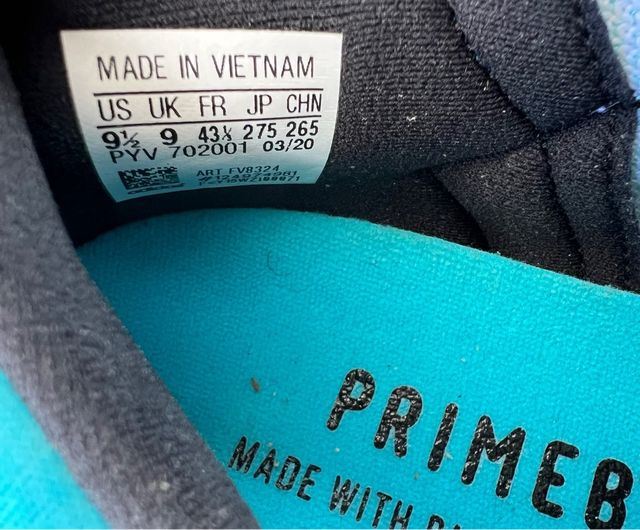 MADE IN VIETNAM
US UK FR JP CHN
9½ 9 43⅓ 275 265
PYV 702001 03/20
ART FV8324
adidas
PRIMEB
MADE WITH